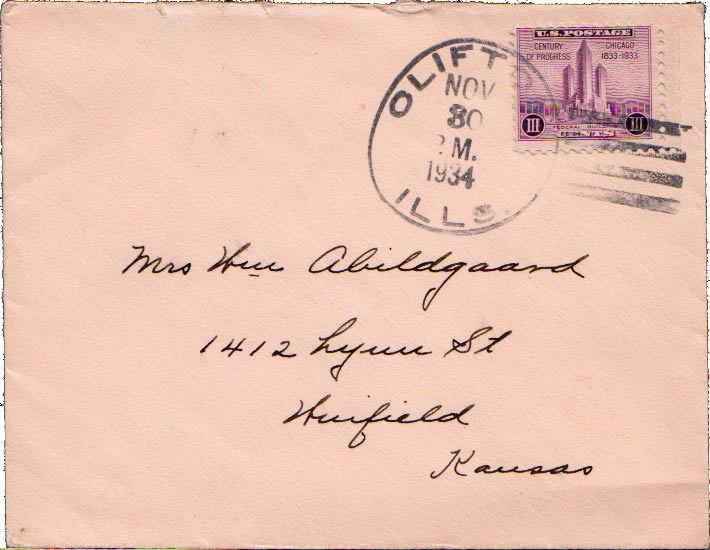 OLIFT
NOV
30
M.
1934
ILLS.
U.S. POSTAGE
CENTURY OF PROGRESS
CHICAGO 1833-1933
III
FEDERAL BUILDING
CENTS
III
Mrs Wm Abildgaard
1412 Lynn St
Winfield
Kansas